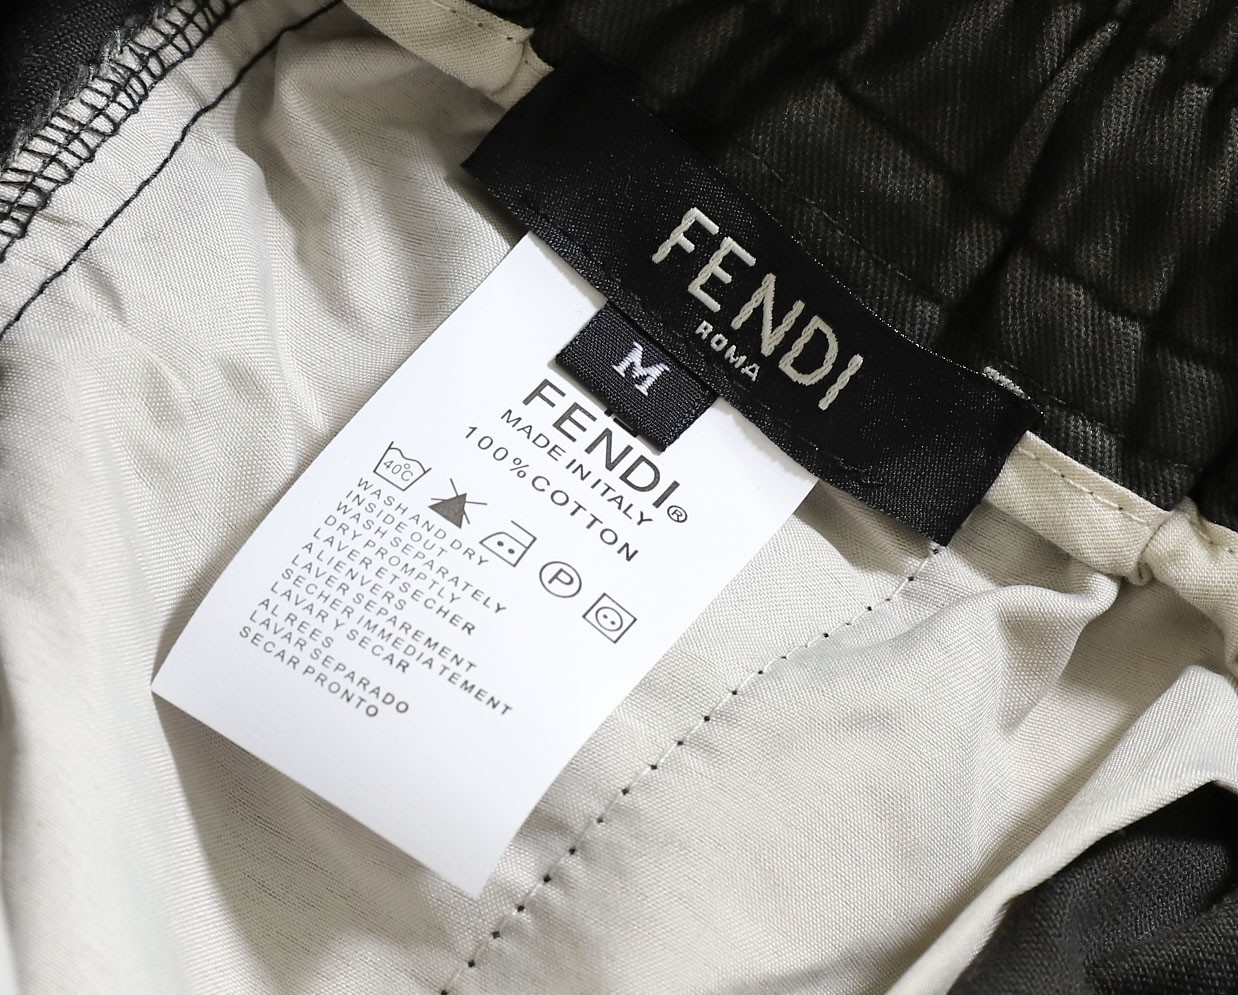 FENDI
ROMA
M
FENDI®
MADE IN ITALY
100% COTTON
40°C
P
WASH AND DRY
INSIDE OUT
WASH SEPARATELY
DRY PROMPTLY
LAVER ET SECHER
A LIENVERS
LAVER SEPAREMENT
SECHER IMMEDIATEMENT
LAVAR Y SECAR
AL REES
LAVAR SEPARADO
SECAR PRONTO